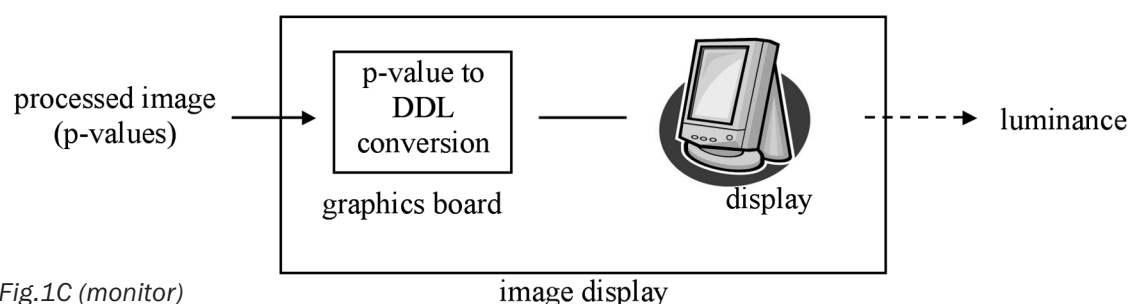 processed image
(p-values)
p-value to
DDL
conversion
graphics board
display
luminance
Fig.1C (monitor)
image display